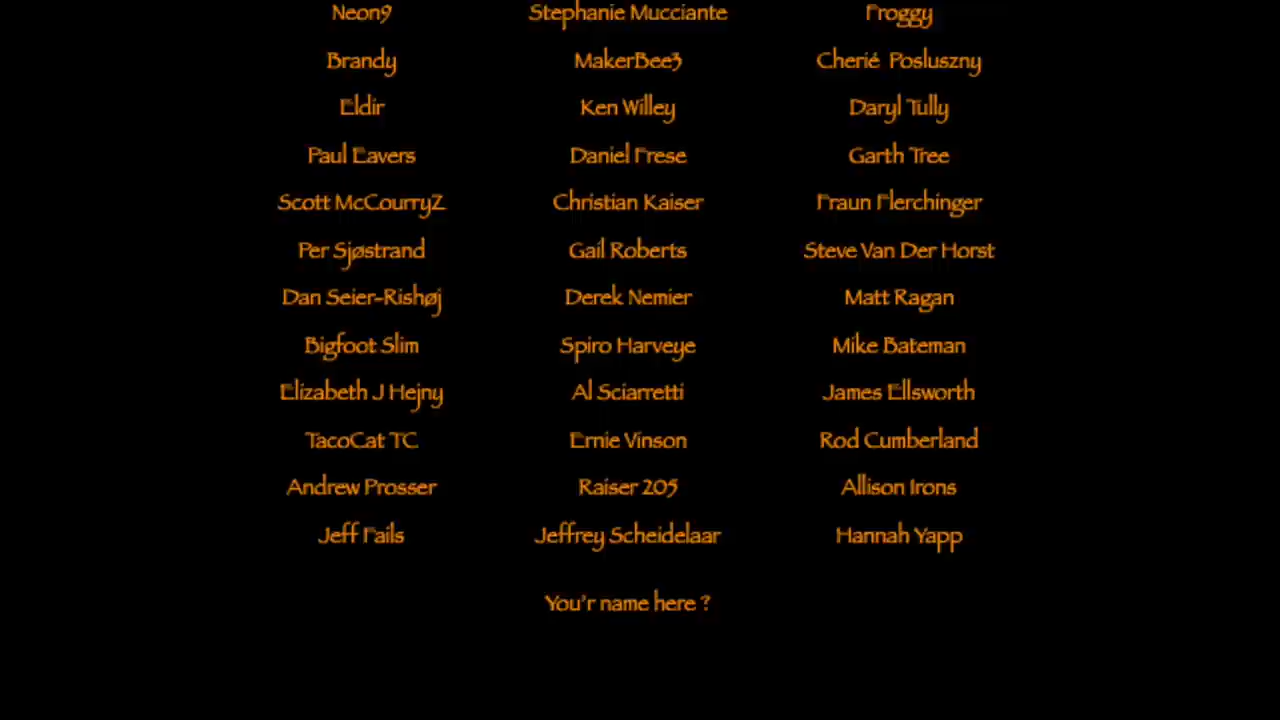 Neon9 Stephanie Mucciante Froggy
Brandy MakerBee3 Cherié Posluszny
Eldir Ken Willey Daryl Tully
Paul Eavers Daniel Frese Garth Tree
Scott McCourryZ Christian Kaiser Fraun Flerchinger
Per Sjøstrand Gail Roberts Steve Van Der Horst
Dan Seier-Rishøj Derek Nemier Matt Ragan
Bigfoot Slim Spiro Harveye Mike Bateman
Elizabeth J Hejny Al Sciarretti James Ellsworth
TacoCat TC Ernie Vinson Rod Cumberland
Andrew Prosser Raiser 205 Allison Irons
Jeff Fails Jeffrey Scheidelaar Hannah Yapp
You'r name here ?